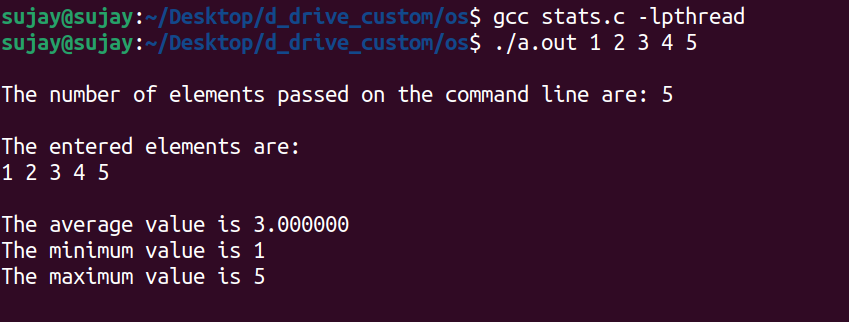 sujay@sujay:~/Desktop/d_drive_custom/os$ gcc stats.c -lpthread
sujay@sujay:~/Desktop/d_drive_custom/os$ ./a.out 1 2 3 4 5
The number of elements passed on the command line are: 5
The entered elements are:
1 2 3 4 5
The average value is 3.000000
The minimum value is 1
The maximum value is 5